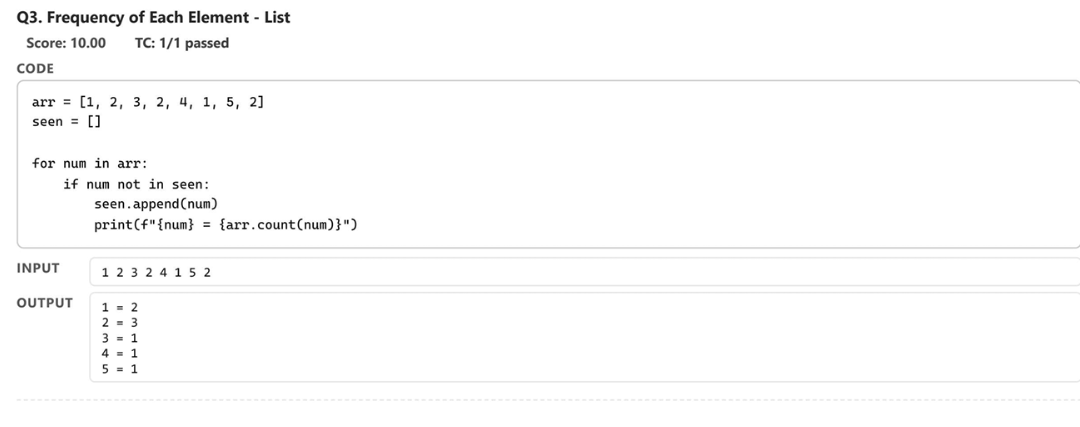 Q3. Frequency of Each Element - List
Score: 10.00 TC: 1/1 passed
CODE
arr = [1, 2, 3, 2, 4, 1, 5, 2]
seen = []
for num in arr:
    if num not in seen:
        seen.append(num)
        print(f"{num} = {arr.count(num)}")
INPUT 1 2 3 2 4 1 5 2
OUTPUT 1 = 2
2 = 3
3 = 1
4 = 1
5 = 1